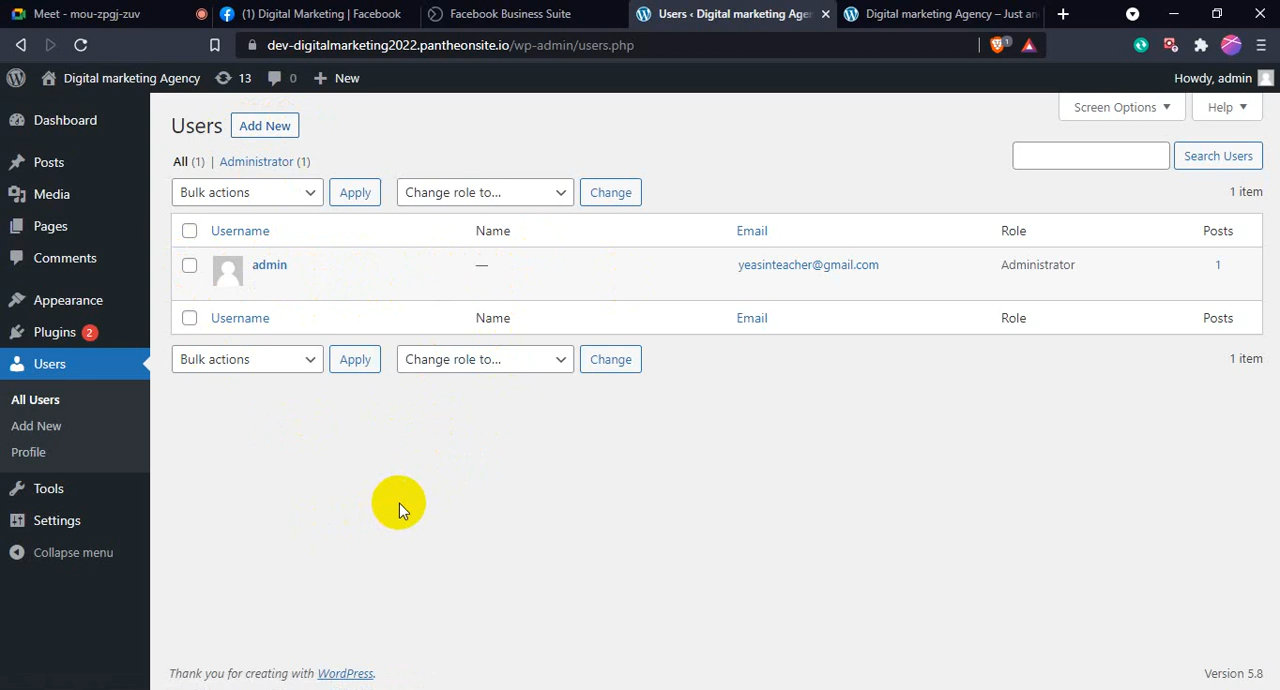 Meet - mou-zpgj-zuv
(1) Digital Marketing | Facebook
Facebook Business Suite
Users ‹ Digital marketing Agen
Digital marketing Agency – Just an
dev-digitalmarketing2022.pantheonsite.io/wp-admin/users.php
1
Digital marketing Agency
13
0
New
Howdy, admin
Dashboard
Posts
Media
Pages
Comments
Appearance
Plugins 2
Users
All Users
Add New
Profile
Tools
Settings
Collapse menu
Screen Options
Help
Users Add New
All (1) | Administrator (1)
Search Users
Bulk actions Apply Change role to... Change 1 item
Username Name Email Role Posts
admin — yeasinteacher@gmail.com Administrator 1
Username Name Email Role Posts
Bulk actions Apply Change role to... Change 1 item
Thank you for creating with WordPress. Version 5.8